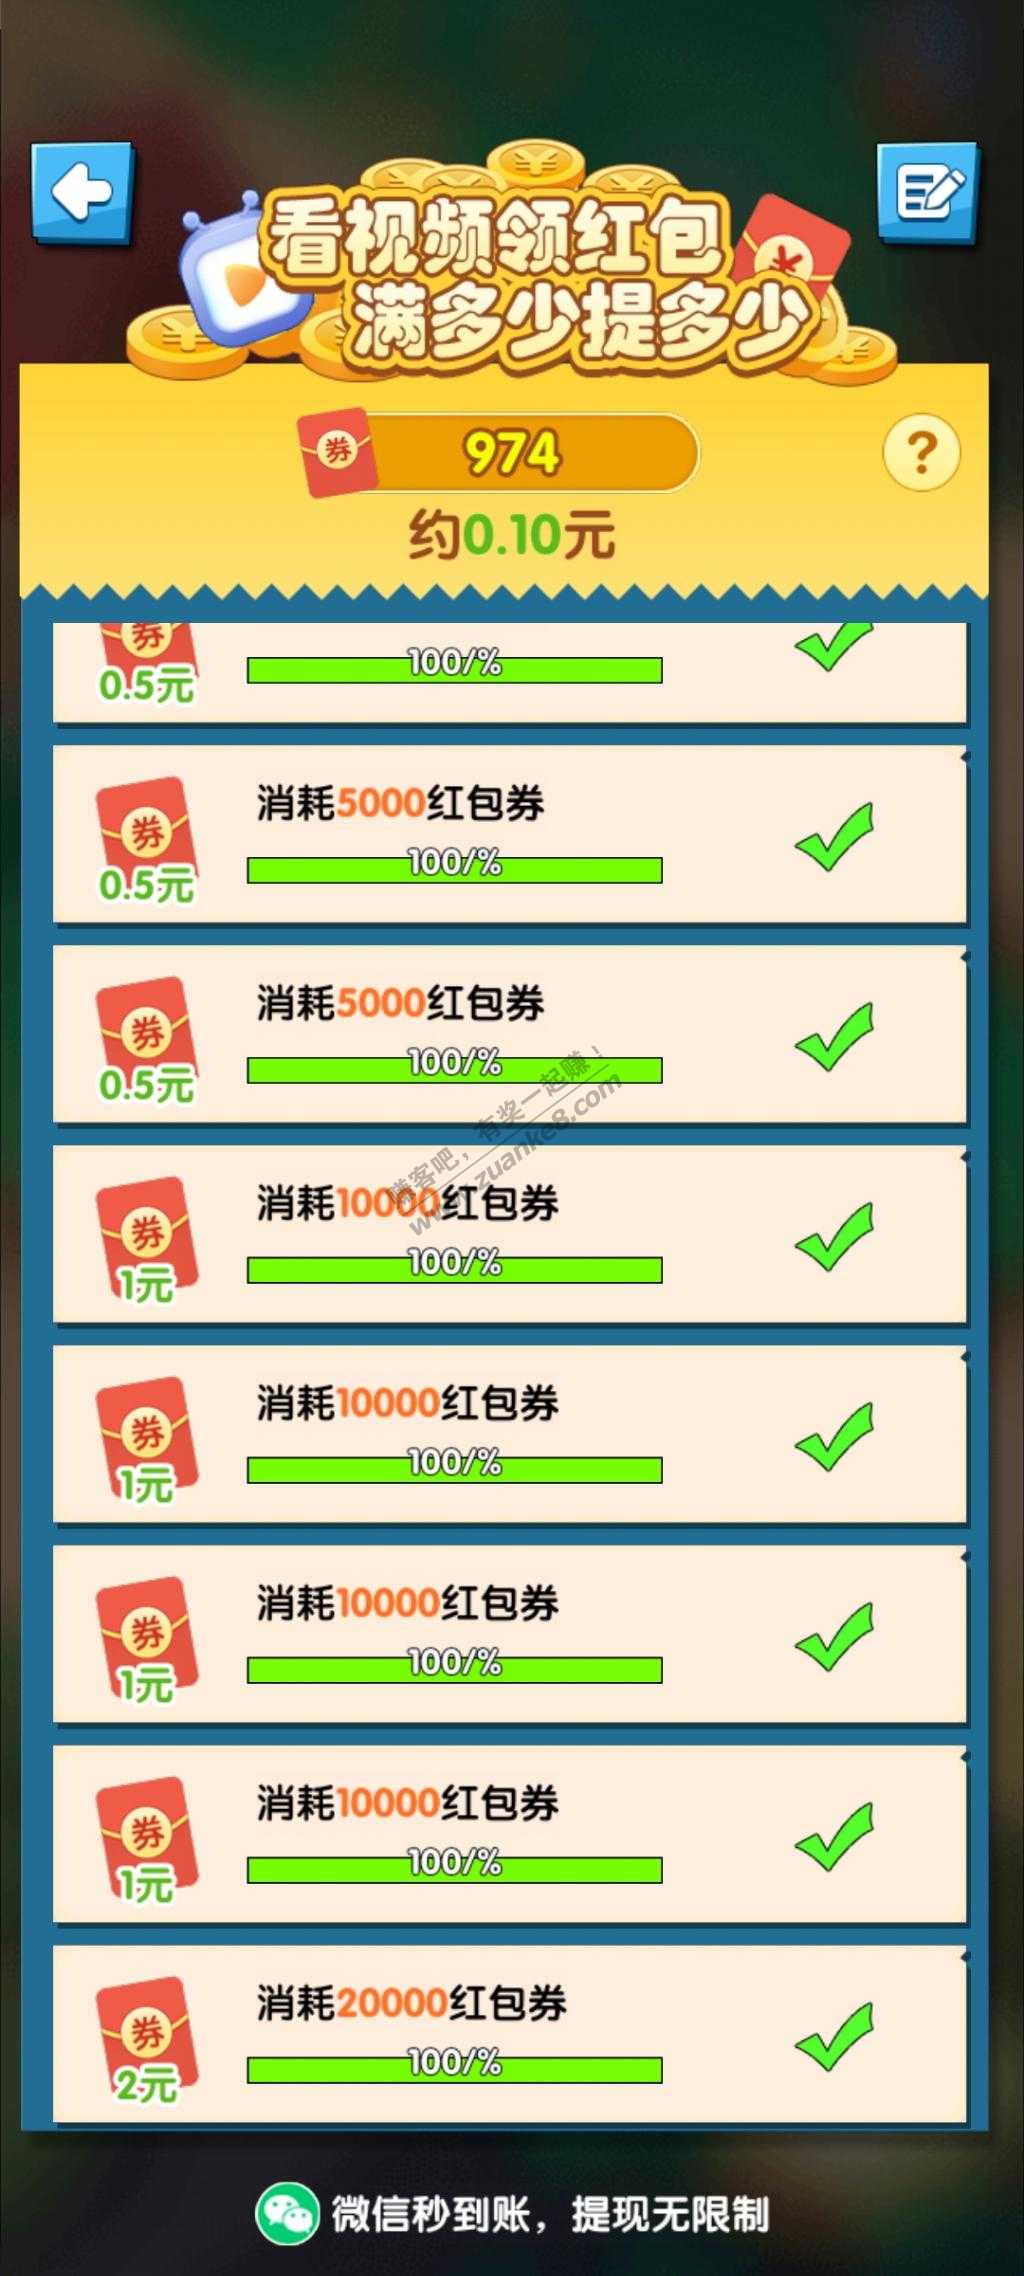 看视频领红包
满多少提多少
券
974
?
约0.10元
券
0.5元
100/%
消耗5000红包券
券
0.5元
100/%
消耗5000红包券
券
0.5元
100/%
赚客吧，有奖一起赚！
www.zuanke8.com
消耗10000红包券
券
1元
100/%
消耗10000红包券
券
1元
100/%
消耗10000红包券
券
1元
100/%
消耗10000红包券
券
1元
100/%
消耗20000红包券
券
2元
100/%
微信秒到账，提现无限制